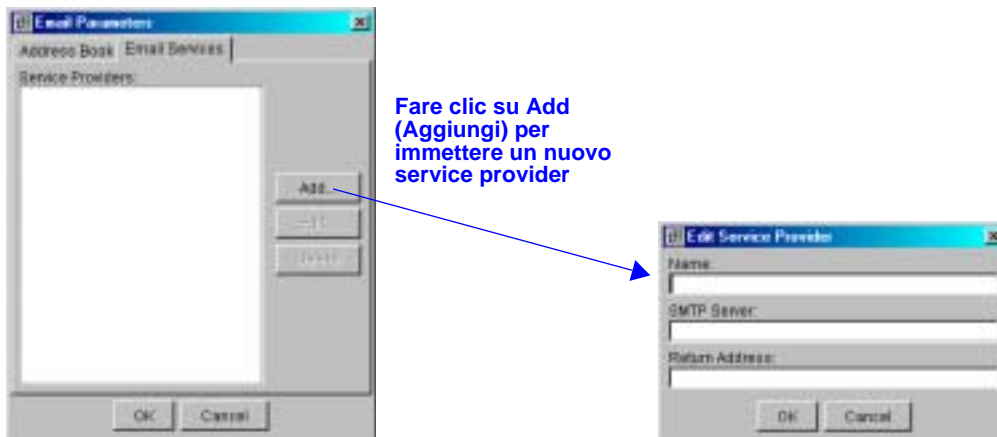 Email Parameters
Address Book Email Services
Service Providers:
Fare clic su Add
(Aggiungi) per
immettere un nuovo
service provider
Add...
OK Cancel
Edit Service Provider
Name:
SMTP Server:
Return Address:
OK Cancel